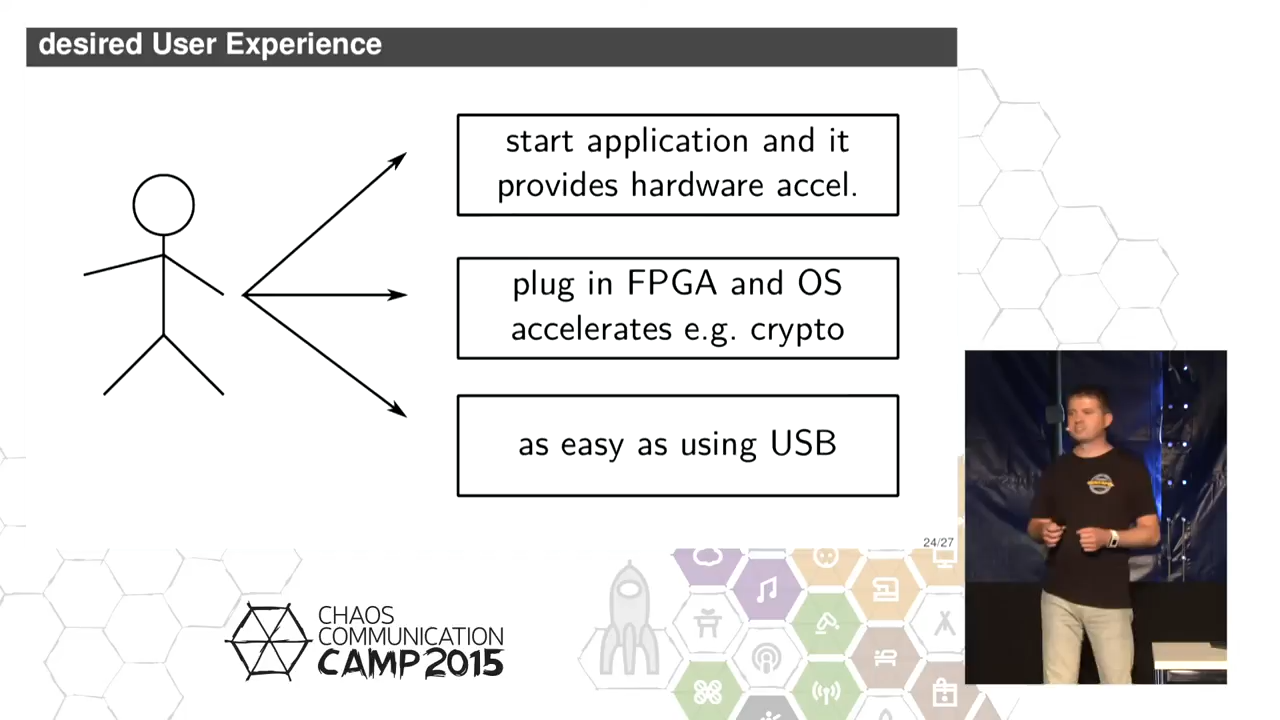 desired User Experience
start application and it
provides hardware accel.
plug in FPGA and OS
accelerates e.g. crypto
as easy as using USB
24/27
CHAOS
COMMUNICATION
CAMP 2015